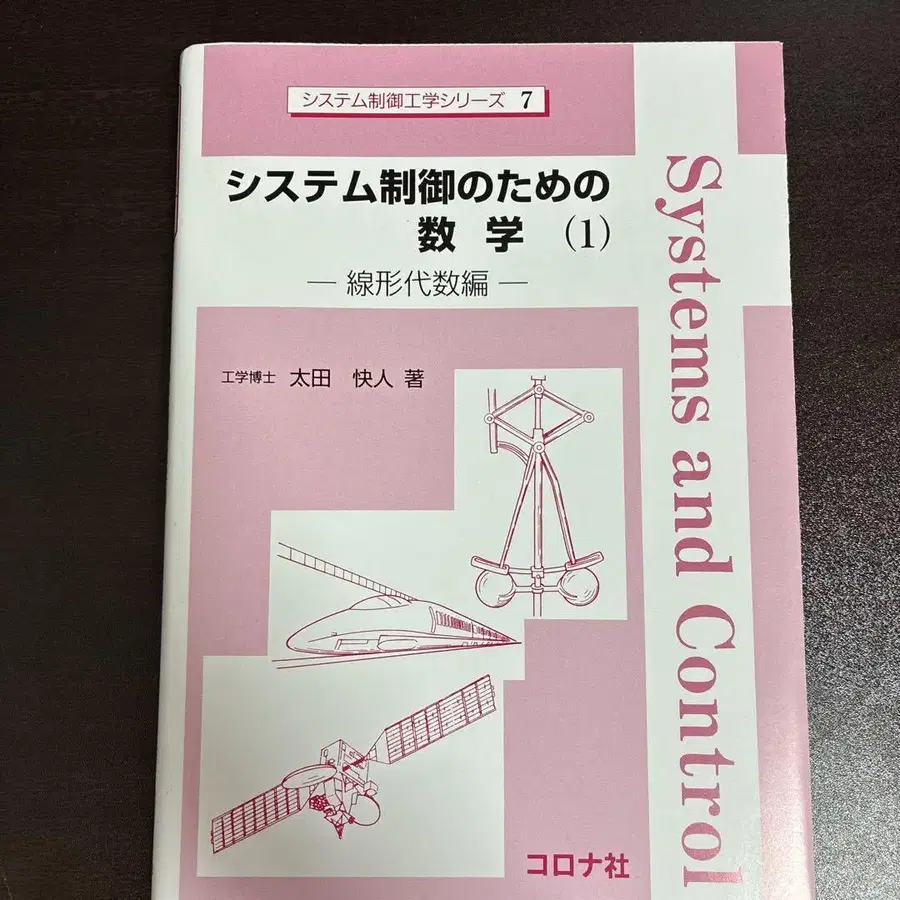 システム制御工学シリーズ 7
システム制御のための
数学 (1)
― 線形代数編 ―
工学博士 太田 快人 著
コロナ社
Systems and Control